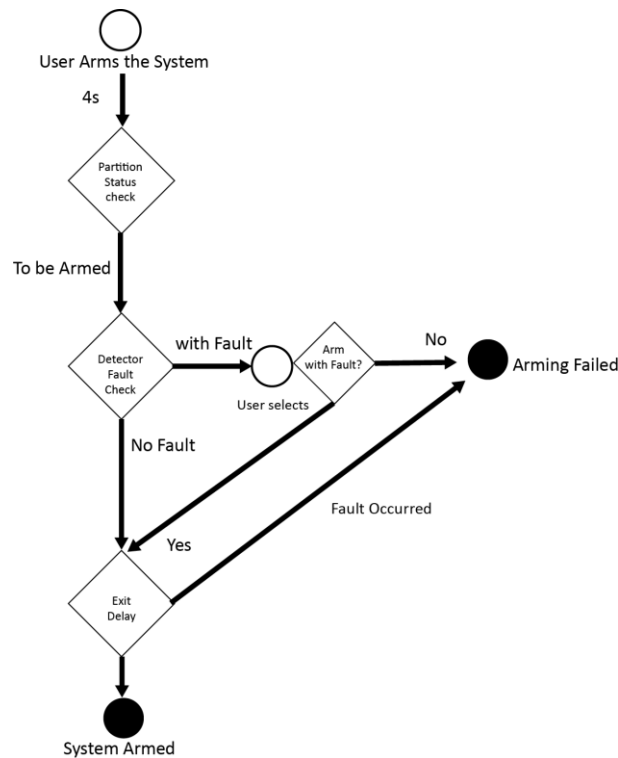 User Arms the System
4s
Partition
Status
check
To be Armed
Detector
Fault
Check
with Fault
User selects
Arm
with Fault?
No
Arming Failed
No Fault
Yes
Fault Occurred
Exit
Delay
System Armed